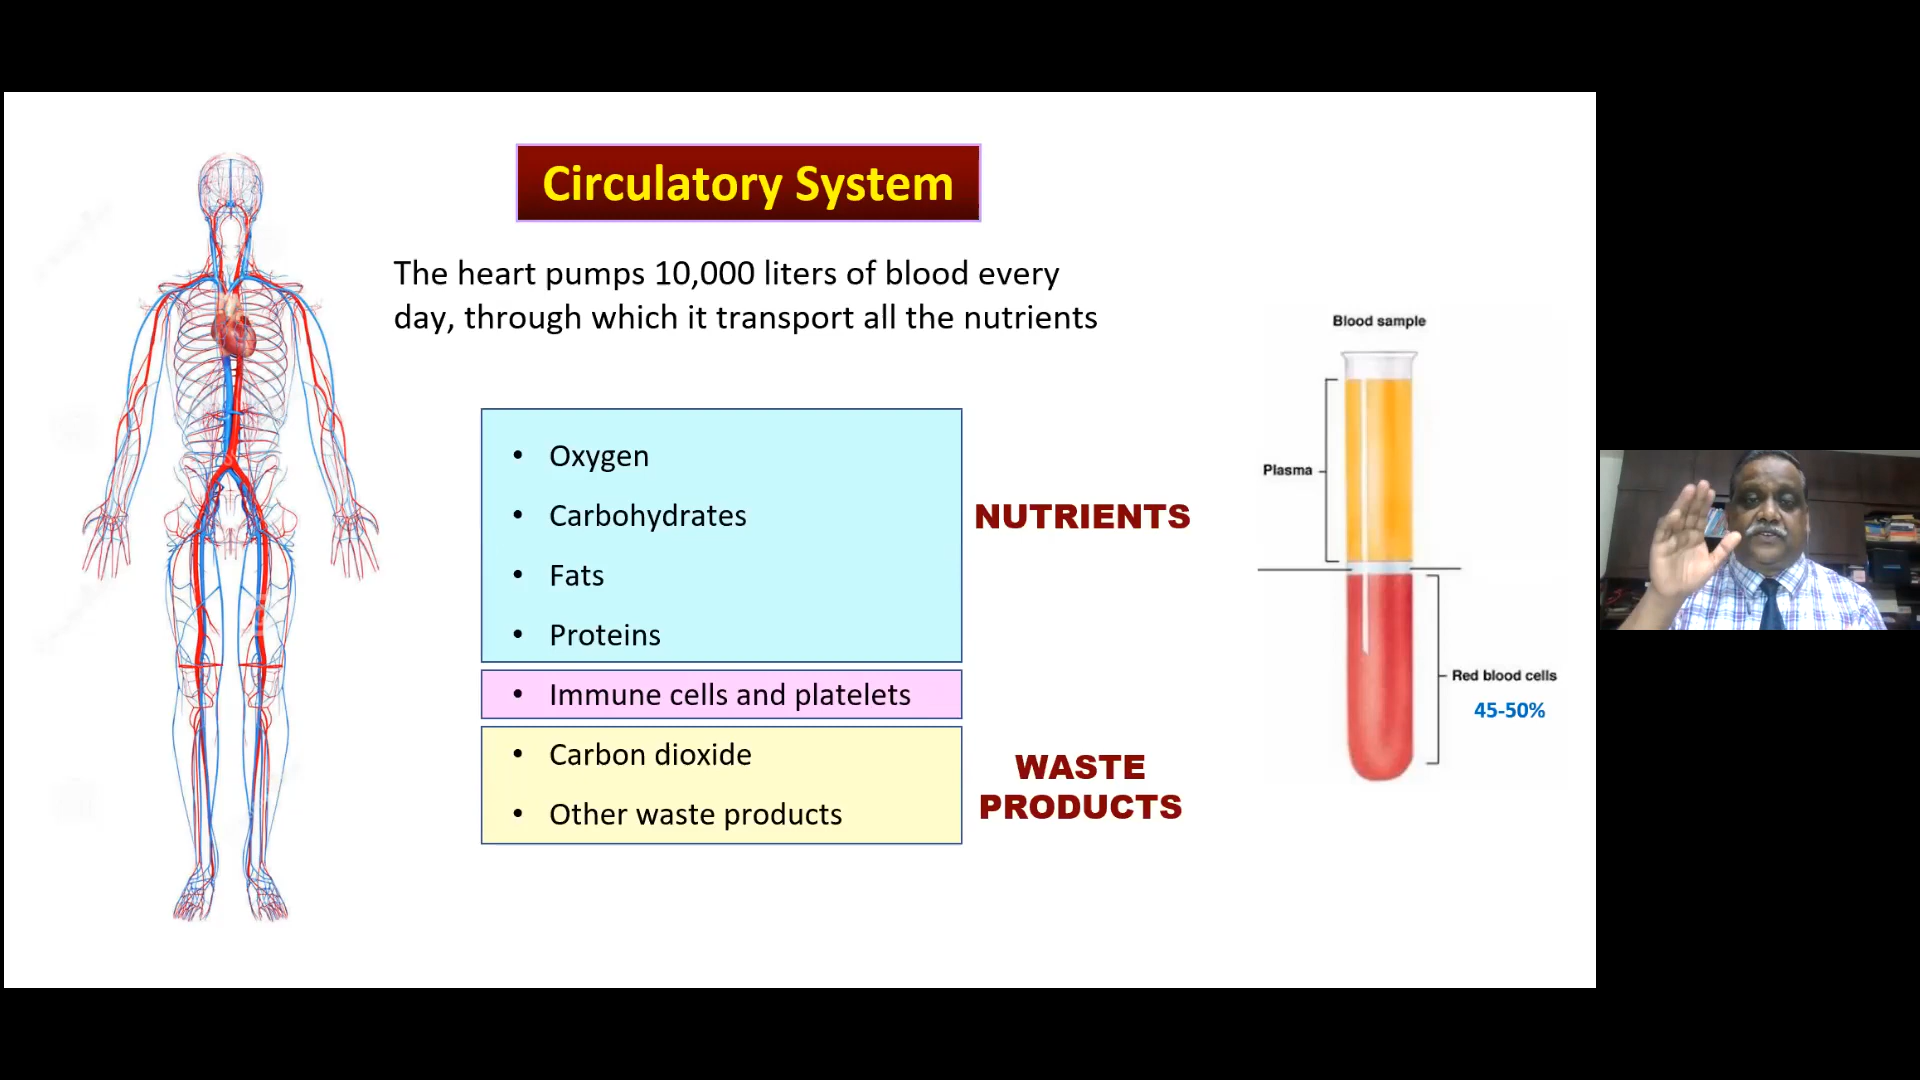 Circulatory System
The heart pumps 10,000 liters of blood every
day, through which it transport all the nutrients
• Oxygen
• Carbohydrates
• Fats
• Proteins
NUTRIENTS
• Immune cells and platelets
• Carbon dioxide
• Other waste products
WASTE
PRODUCTS
Blood sample
Plasma
Red blood cells
45-50%